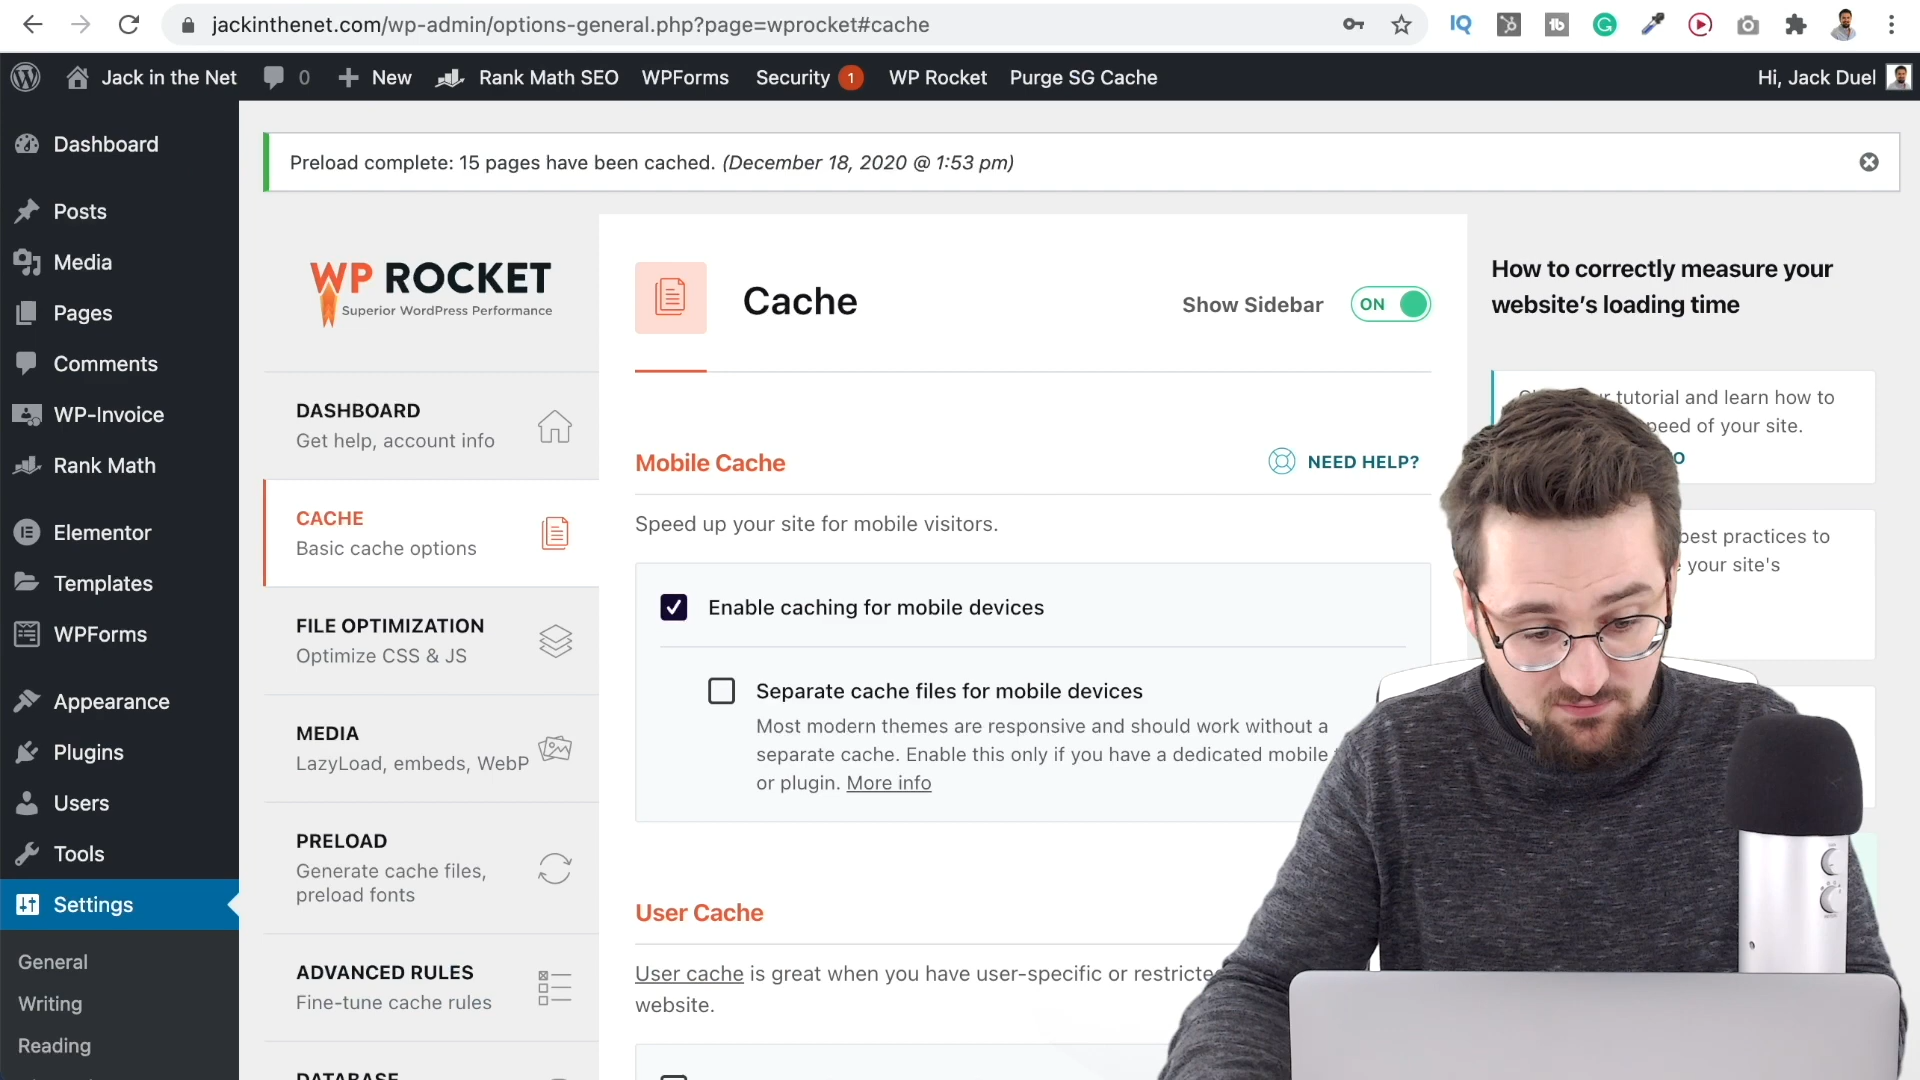 jackinthenet.com/wp-admin/options-general.php?page=wprocket#cache
Jack in the Net
0
New
Rank Math SEO
WPForms
Security 1
WP Rocket
Purge SG Cache
Hi, Jack Duel
Dashboard
Posts
Media
Pages
Comments
WP-Invoice
Rank Math
Elementor
Templates
WPForms
Appearance
Plugins
Users
Tools
Settings
General
Writing
Reading
Preload complete: 15 pages have been cached. (December 18, 2020 @ 1:53 pm)
WP ROCKET
Superior WordPress Performance
DASHBOARD
Get help, account info
CACHE
Basic cache options
FILE OPTIMIZATION
Optimize CSS & JS
MEDIA
LazyLoad, embeds, WebP
PRELOAD
Generate cache files,
preload fonts
ADVANCED RULES
Fine-tune cache rules
DATABASE
Cache
Show Sidebar
ON
Mobile Cache
NEED HELP?
Speed up your site for mobile visitors.
Enable caching for mobile devices
Separate cache files for mobile devices
Most modern themes are responsive and should work without a
separate cache. Enable this only if you have a dedicated mobile
or plugin. More info
User Cache
User cache is great when you have user-specific or
website.
How to correctly measure your
website's loading time
tutorial and learn how to
of your site.
best practices to
your site's